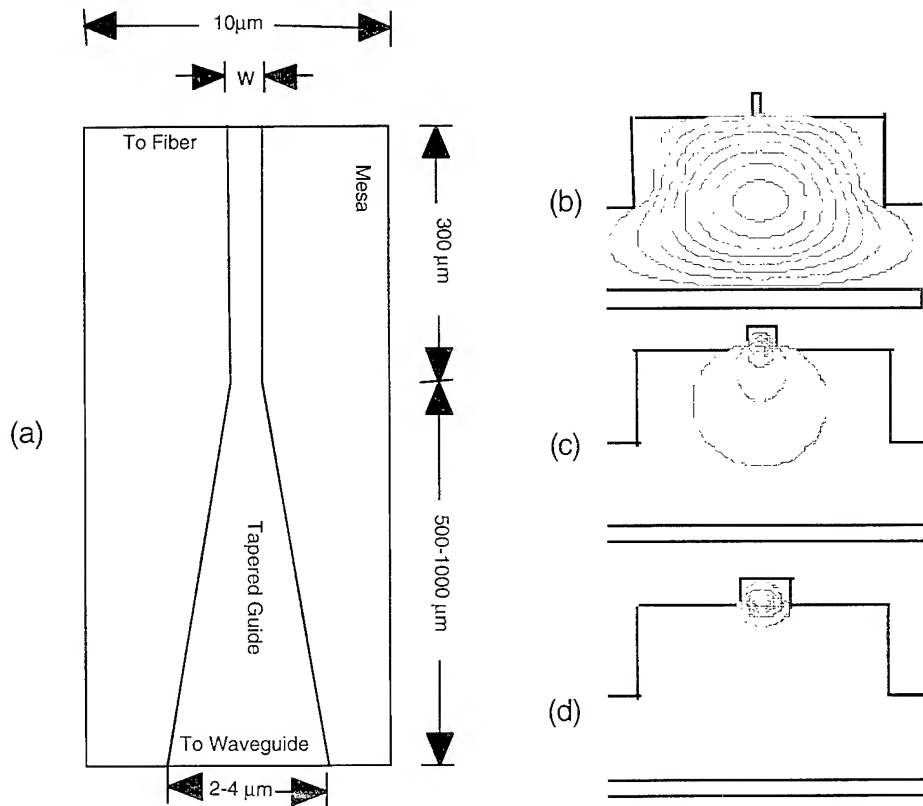 10μm
W
To Fiber
Mesa
300 μm
(a)
Tapered Guide
500-1000 μm
To Waveguide
2-4 μm
(b)
(c)
(d)